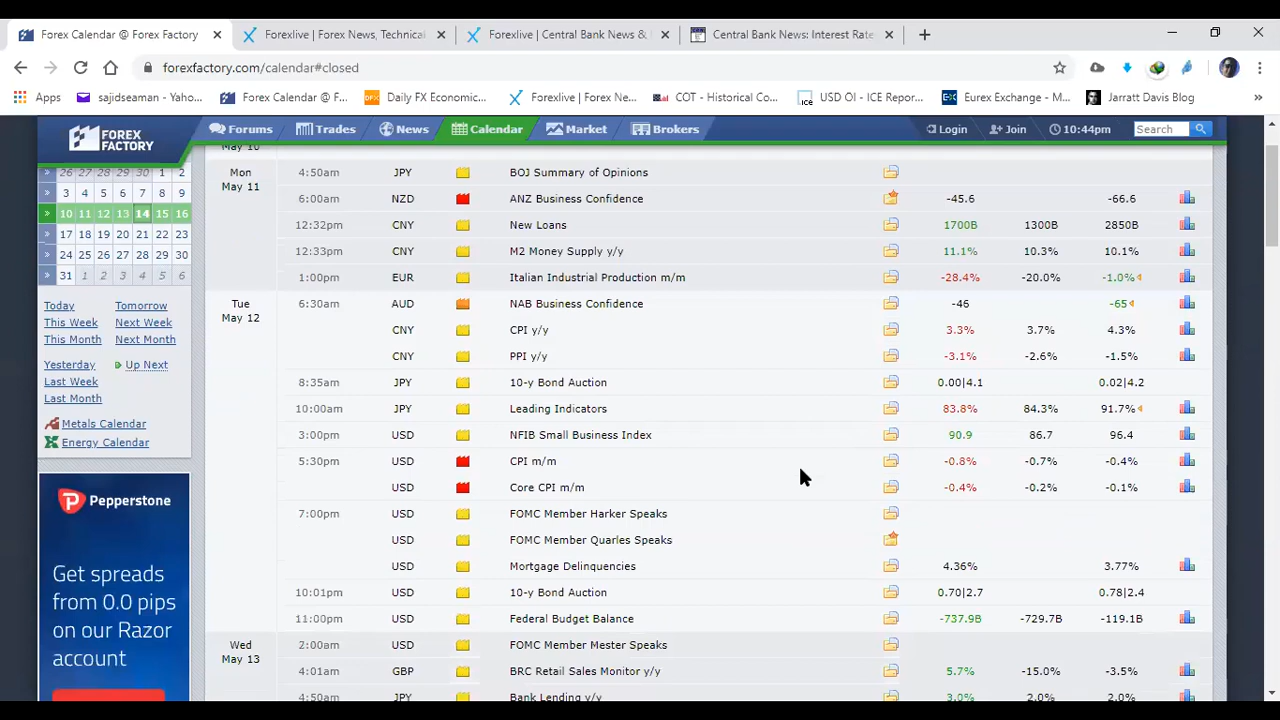 Forex Calendar @ Forex Factory
Forexlive | Forex News, Technical
Forexlive | Central Bank News &
Central Bank News: Interest Rate
forexfactory.com/calendar#closed
Apps
sajidseaman - Yahoo...
Forex Calendar @ F...
DFX Daily FX Economic...
Forexlive | Forex Ne...
COT - Historical Co...
ice USD OI - ICE Repor...
Eurex Exchange - M...
Jarratt Davis Blog
FOREX FACTORY
Forums Trades News Calendar Market Brokers Login Join 10:44pm Search
26 27 28 29 30 1 2
3 4 5 6 7 8 9
10 11 12 13 14 15 16
17 18 19 20 21 22 23
24 25 26 27 28 29 30
31 1 2 3 4 5 6
Today Tomorrow
This Week Next Week
This Month Next Month
Yesterday Up Next
Last Week
Last Month
Metals Calendar
Energy Calendar
Pepperstone
Get spreads
from 0.0 pips
on our Razor
account
May 10
Mon May 11 4:50am JPY BOJ Summary of Opinions
6:00am NZD ANZ Business Confidence -45.6 -66.6
12:32pm CNY New Loans 1700B 1300B 2850B
12:33pm CNY M2 Money Supply y/y 11.1% 10.3% 10.1%
1:00pm EUR Italian Industrial Production m/m -28.4% -20.0% -1.0%
Tue May 12 6:30am AUD NAB Business Confidence -46 -65
CNY CPI y/y 3.3% 3.7% 4.3%
CNY PPI y/y -3.1% -2.6% -1.5%
8:35am JPY 10-y Bond Auction 0.00|4.1 0.02|4.2
10:00am JPY Leading Indicators 83.8% 84.3% 91.7%
3:00pm USD NFIB Small Business Index 90.9 86.7 96.4
5:30pm USD CPI m/m -0.8% -0.7% -0.4%
USD Core CPI m/m -0.4% -0.2% -0.1%
7:00pm USD FOMC Member Harker Speaks
USD FOMC Member Quarles Speaks
USD Mortgage Delinquencies 4.36% 3.77%
10:01pm USD 10-y Bond Auction 0.70|2.7 0.78|2.4
11:00pm USD Federal Budget Balance -737.9B -729.7B -119.1B
Wed May 13 2:00am USD FOMC Member Mester Speaks
4:01am GBP BRC Retail Sales Monitor y/y 5.7% -15.0% -3.5%
4:50am JPY Bank Lending y/y 3.0% 2.0% 2.0%